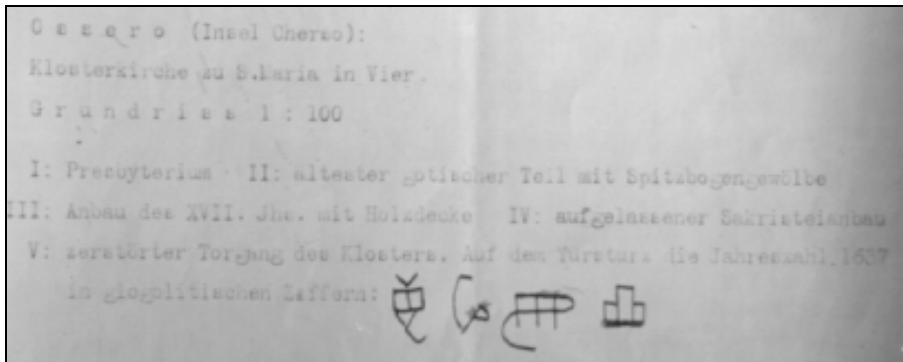 O s s e r o (Insel Cherso):
Klosterkirche zu S.Maria in Vier.
G r u n d r i s s 1 : 100
I: Presbyterium II: ältester gotischer Teil mit Spitzbogengewölbe
III: Anbau des XVII. Jhs. mit Holzdecke IV: aufgelassener Sakristeianbau
V: zerstörter Torgang des Klosters. Auf dem Türsturz die Jahreszahl 1637
in glogolitischen Ziffern: